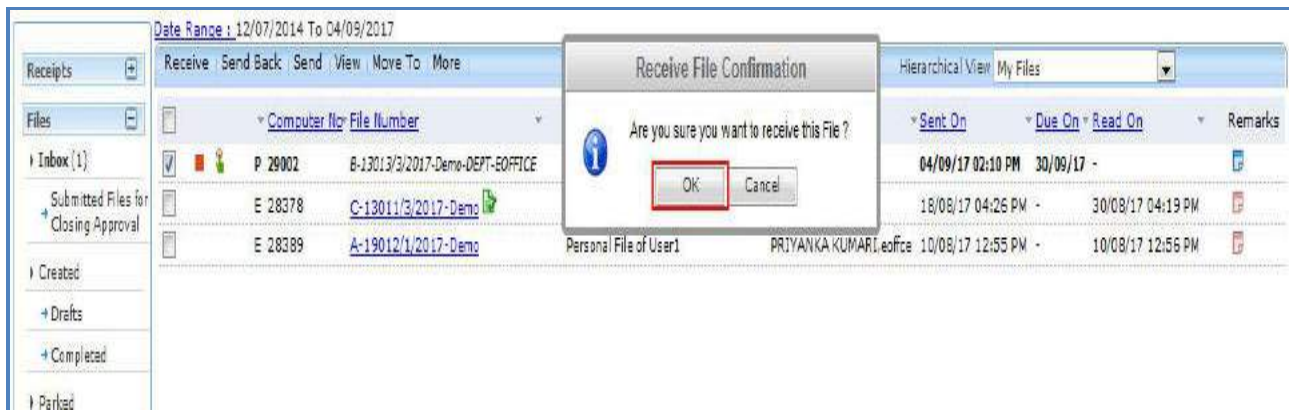 Date Range : 12/07/2014 To 04/09/2017
Receipts
Receive Send Back Send View Move To More
Receive File Confirmation
Hierarchical View My Files
Files
Computer No File Number
Are you sure you want to receive this File ?
Sent On Due On Read On Remarks
Inbox (1)
P 29002 B-13013/3/2017-Demo-DEPT-EOFFICE
OK Cancel
04/09/17 02:10 PM 30/09/17 -
Submitted Files for
Closing Approval
E 28378 C-13011/3/2017-Demo
18/08/17 04:26 PM - 30/08/17 04:19 PM
E 28389 A-19012/1/2017-Demo Personal File of User1 PRIYANKA KUMARI,eoffce 10/08/17 12:55 PM - 10/08/17 12:56 PM
Created
Drafts
Completed
Parked